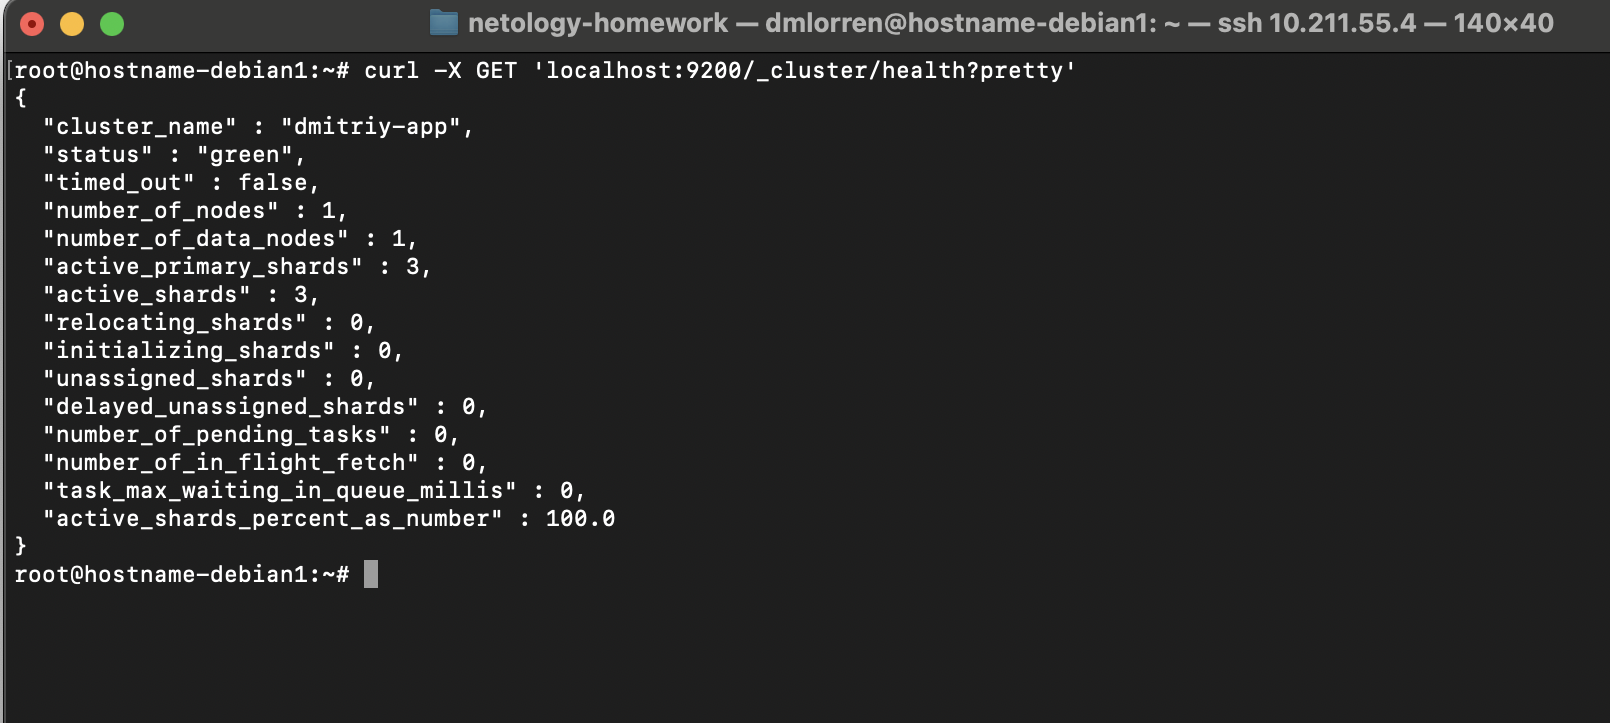 netology-homework — dmlorren@hostname-debian1: ~ — ssh 10.211.55.4 — 140×40
[root@hostname-debian1:~# curl -X GET 'localhost:9200/_cluster/health?pretty'
{
  "cluster_name" : "dmitriy-app",
  "status" : "green",
  "timed_out" : false,
  "number_of_nodes" : 1,
  "number_of_data_nodes" : 1,
  "active_primary_shards" : 3,
  "active_shards" : 3,
  "relocating_shards" : 0,
  "initializing_shards" : 0,
  "unassigned_shards" : 0,
  "delayed_unassigned_shards" : 0,
  "number_of_pending_tasks" : 0,
  "number_of_in_flight_fetch" : 0,
  "task_max_waiting_in_queue_millis" : 0,
  "active_shards_percent_as_number" : 100.0
}
root@hostname-debian1:~#